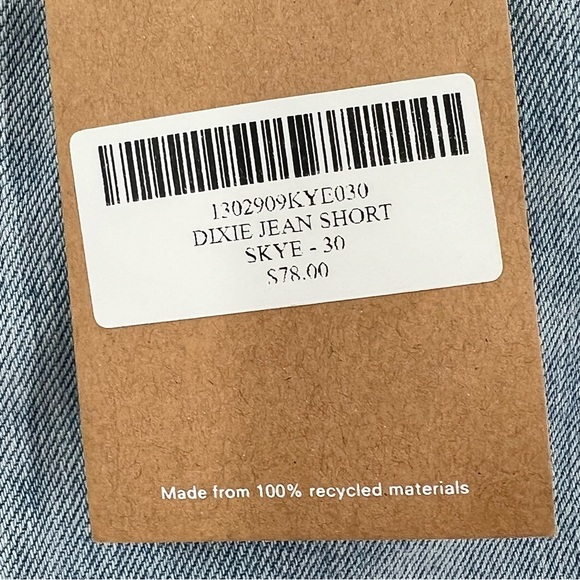 1302909KYE030
DIXIE JEAN SHORT
SKYE - 30
$78.00
Made from 100% recycled materials